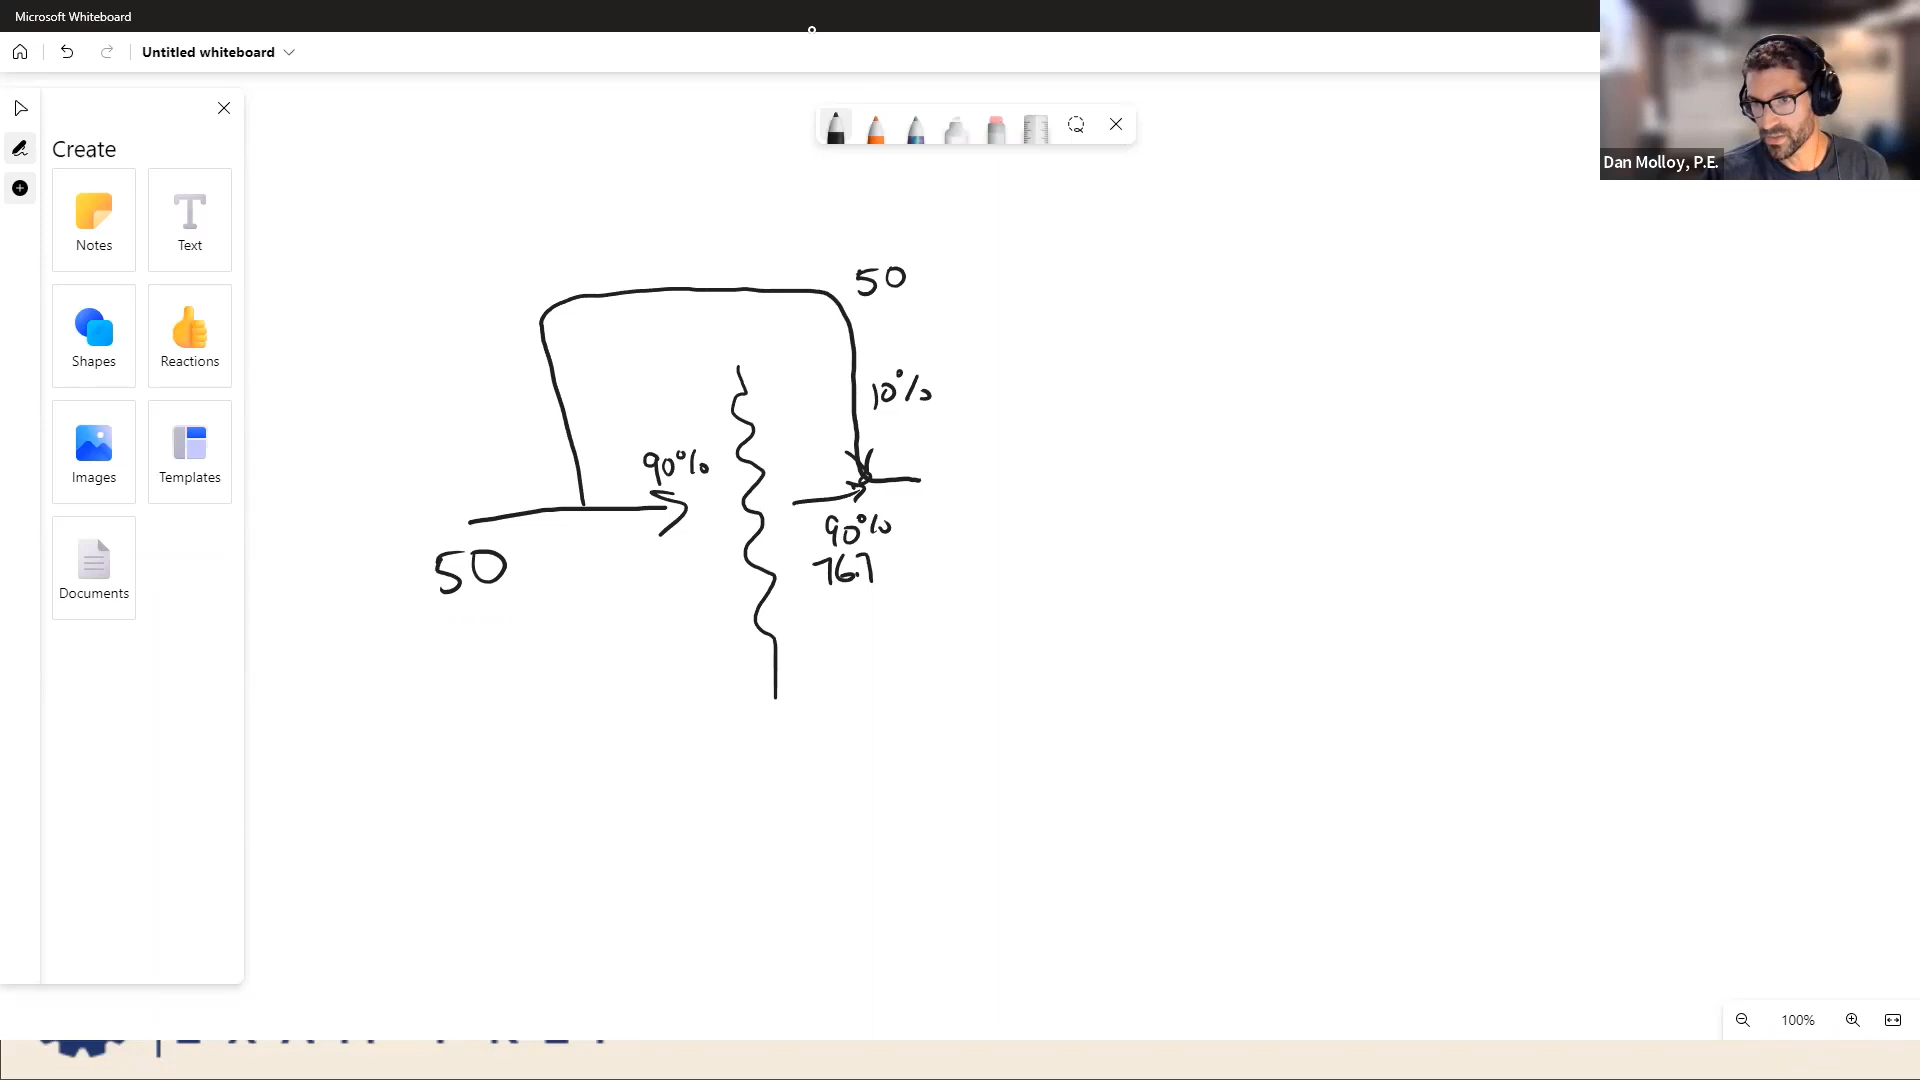 Microsoft Whiteboard
Untitled whiteboard
Dan Molloy, P.E.
Create
Notes
Text
Shapes
Reactions
Images
Templates
Documents
50
10%
90%
90%
76.7
50
100%